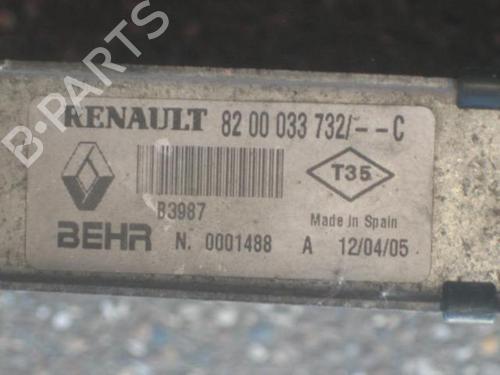 B-PARTS
RENAULT 82 00 033 732/--C
T35
B3987
Made in Spain
BEHR N. 0001488 A 12/04/05